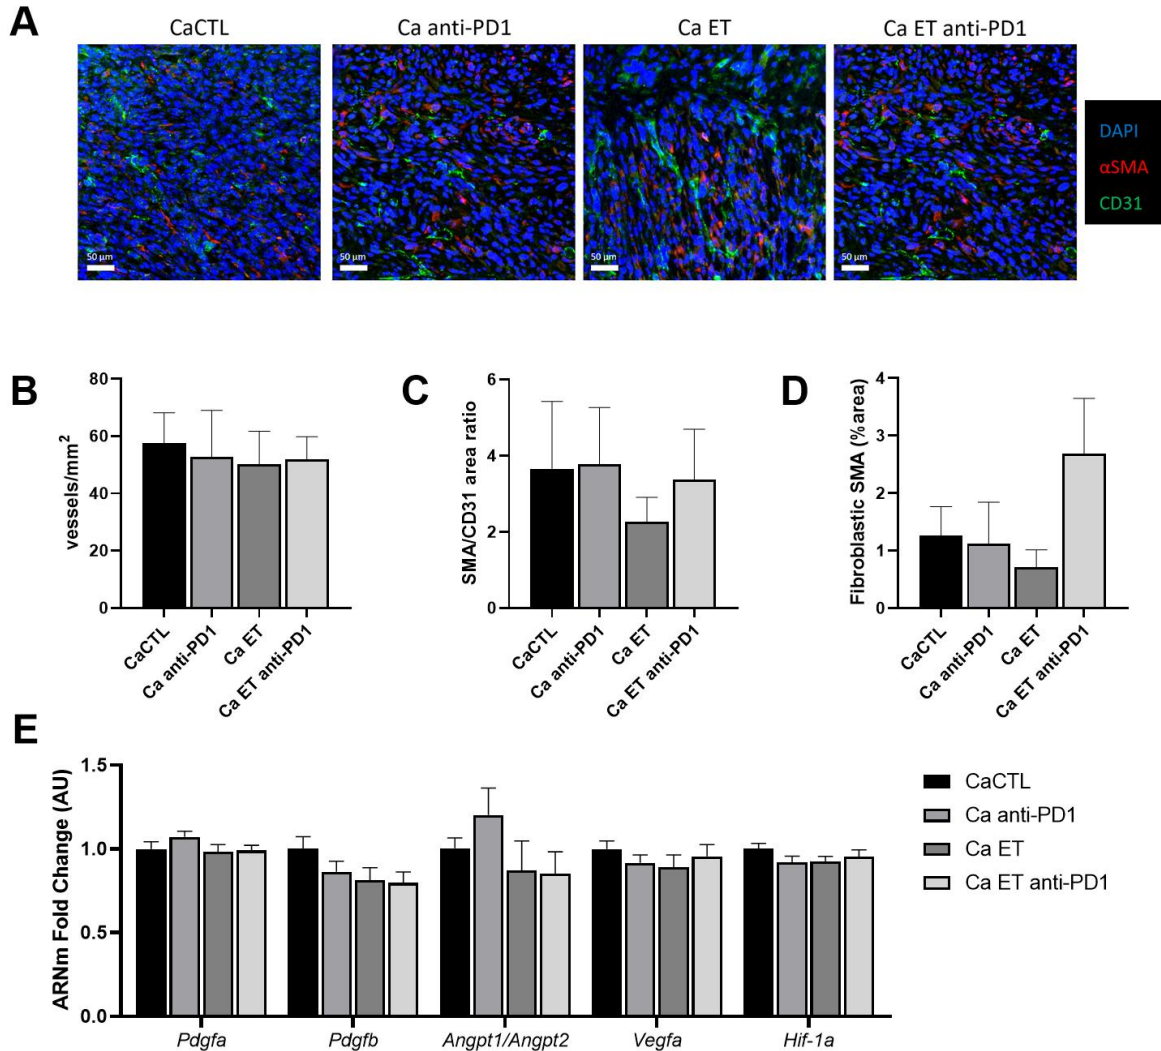 A
CaCTL
Ca anti-PD1
Ca ET
Ca ET anti-PD1
50 µm
50 µm
50 µm
50 µm
DAPI
αSMA
CD31
B
vessels/mm²
80
60
40
20
0
CaCTL
Ca anti-PD1
Ca ET
Ca ET anti-PD1
C
SMA/CD31 area ratio
6
4
2
0
CaCTL
Ca anti-PD1
Ca ET
Ca ET anti-PD1
D
Fibroblastic SMA (%area)
4
3
2
1
0
CaCTL
Ca anti-PD1
Ca ET
Ca ET anti-PD1
E
ARNm Fold Change (AU)
1.5
1.0
0.5
0.0
Pdgfa
Pdgfb
Angpt1/Angpt2
Vegfa
Hif-1a
CaCTL
Ca anti-PD1
Ca ET
Ca ET anti-PD1